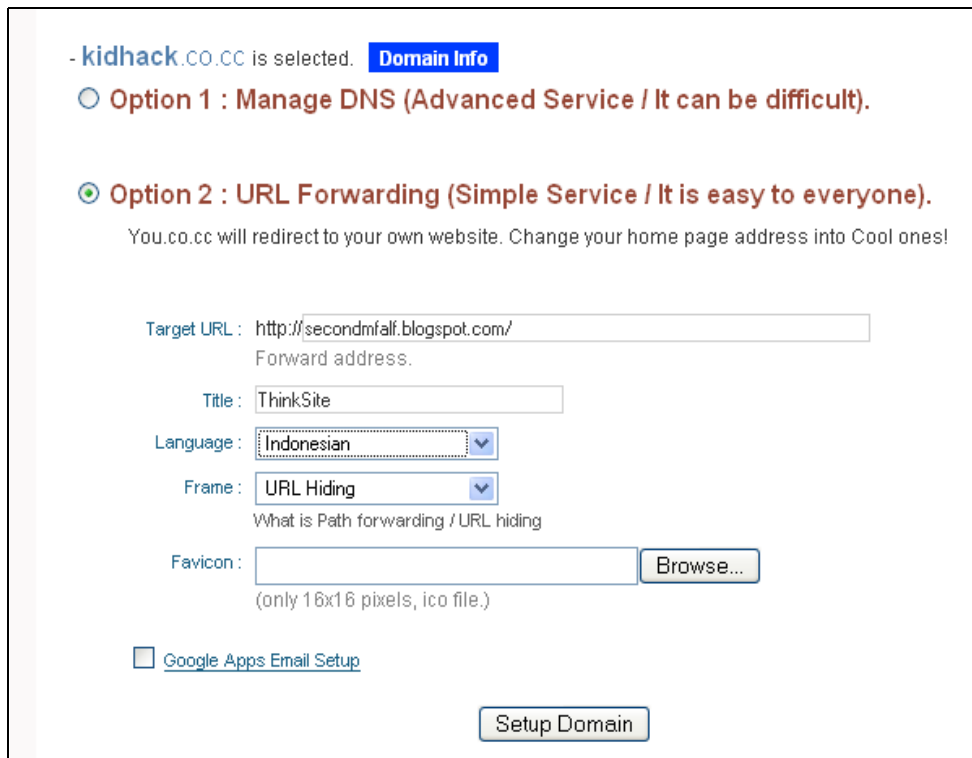 - kidhack.co.cc is selected. Domain Info
Option 1 : Manage DNS (Advanced Service / It can be difficult).
Option 2 : URL Forwarding (Simple Service / It is easy to everyone).
You.co.cc will redirect to your own website. Change your home page address into Cool ones!
Target URL : http://secondmfalf.blogspot.com/
Forward address.
Title : ThinkSite
Language : Indonesian
Frame : URL Hiding
What is Path forwarding / URL hiding
Favicon : Browse...
(only 16x16 pixels, ico file.)
Google Apps Email Setup
Setup Domain